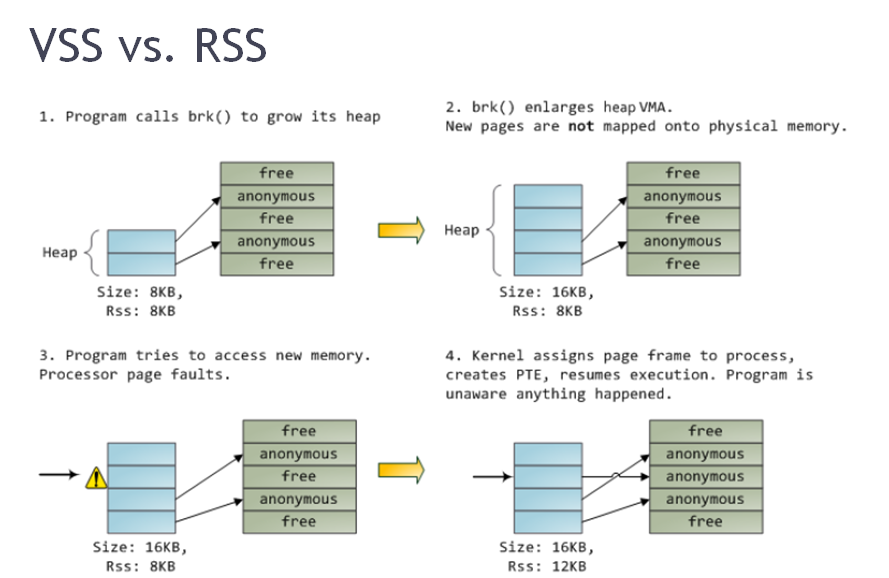 VSS vs. RSS
1. Program calls brk() to grow its heap
free
anonymous
free
anonymous
free
Heap
Size: 8KB,
Rss: 8KB
2. brk() enlarges heap VMA.
New pages are not mapped onto physical memory.
free
anonymous
free
anonymous
free
Heap
Size: 16KB,
Rss: 8KB
3. Program tries to access new memory.
Processor page faults.
free
anonymous
free
anonymous
free
Size: 16KB,
Rss: 8KB
4. Kernel assigns page frame to process,
creates PTE, resumes execution. Program is
unaware anything happened.
free
anonymous
anonymous
anonymous
free
Size: 16KB,
Rss: 12KB